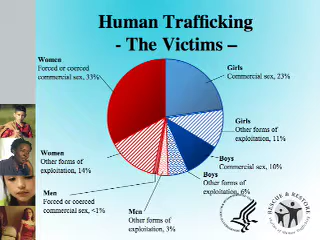 Human Trafficking
- The Victims –
Women
Forced or coerced
commercial sex, 33%
Girls
Commercial sex, 23%
Girls
Other forms of
exploitation, 11%
Boys
Commercial sex, 10%
Boys
Other forms of
exploitation, 6%
Women
Other forms of
exploitation, 14%
Men
Forced or coerced
commercial sex, <1%
Men
Other forms of
exploitation, 3%
RESCUE & RESTORE